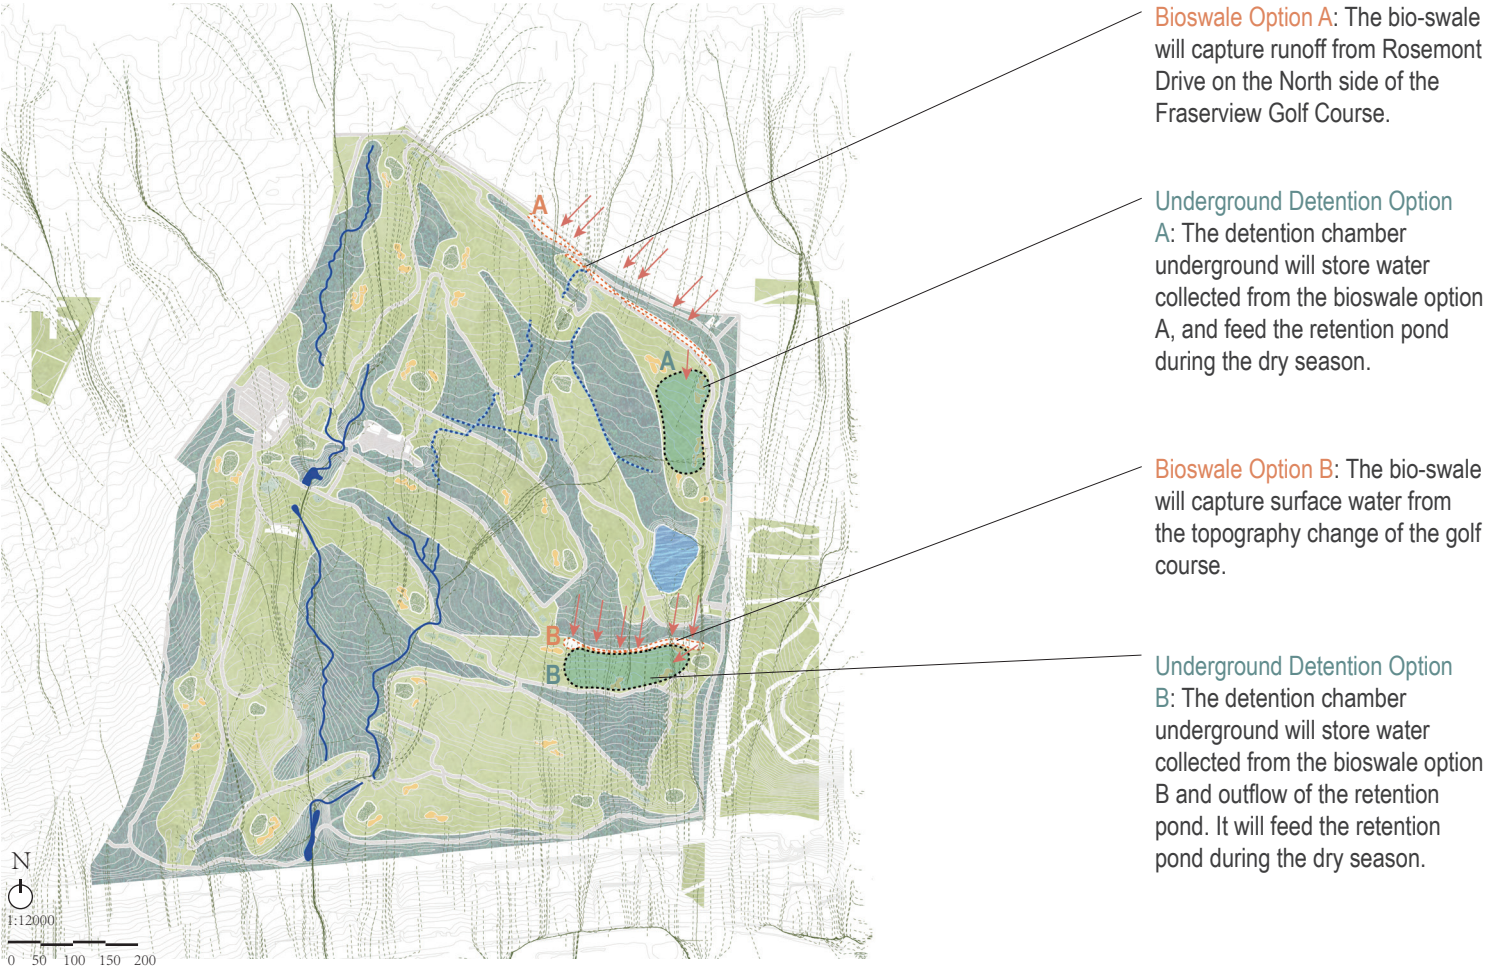 Bioswale Option A: The bio-swale
will capture runoff from Rosemont
Drive on the North side of the
Fraserview Golf Course.
Underground Detention Option
A: The detention chamber
underground will store water
collected from the bioswale option
A, and feed the retention pond
during the dry season.
Bioswale Option B: The bio-swale
will capture surface water from
the topography change of the golf
course.
Underground Detention Option
B: The detention chamber
underground will store water
collected from the bioswale option
B and outflow of the retention
pond. It will feed the retention
pond during the dry season.
A
A
B
B
N
1:12000
0 50 100 150 200